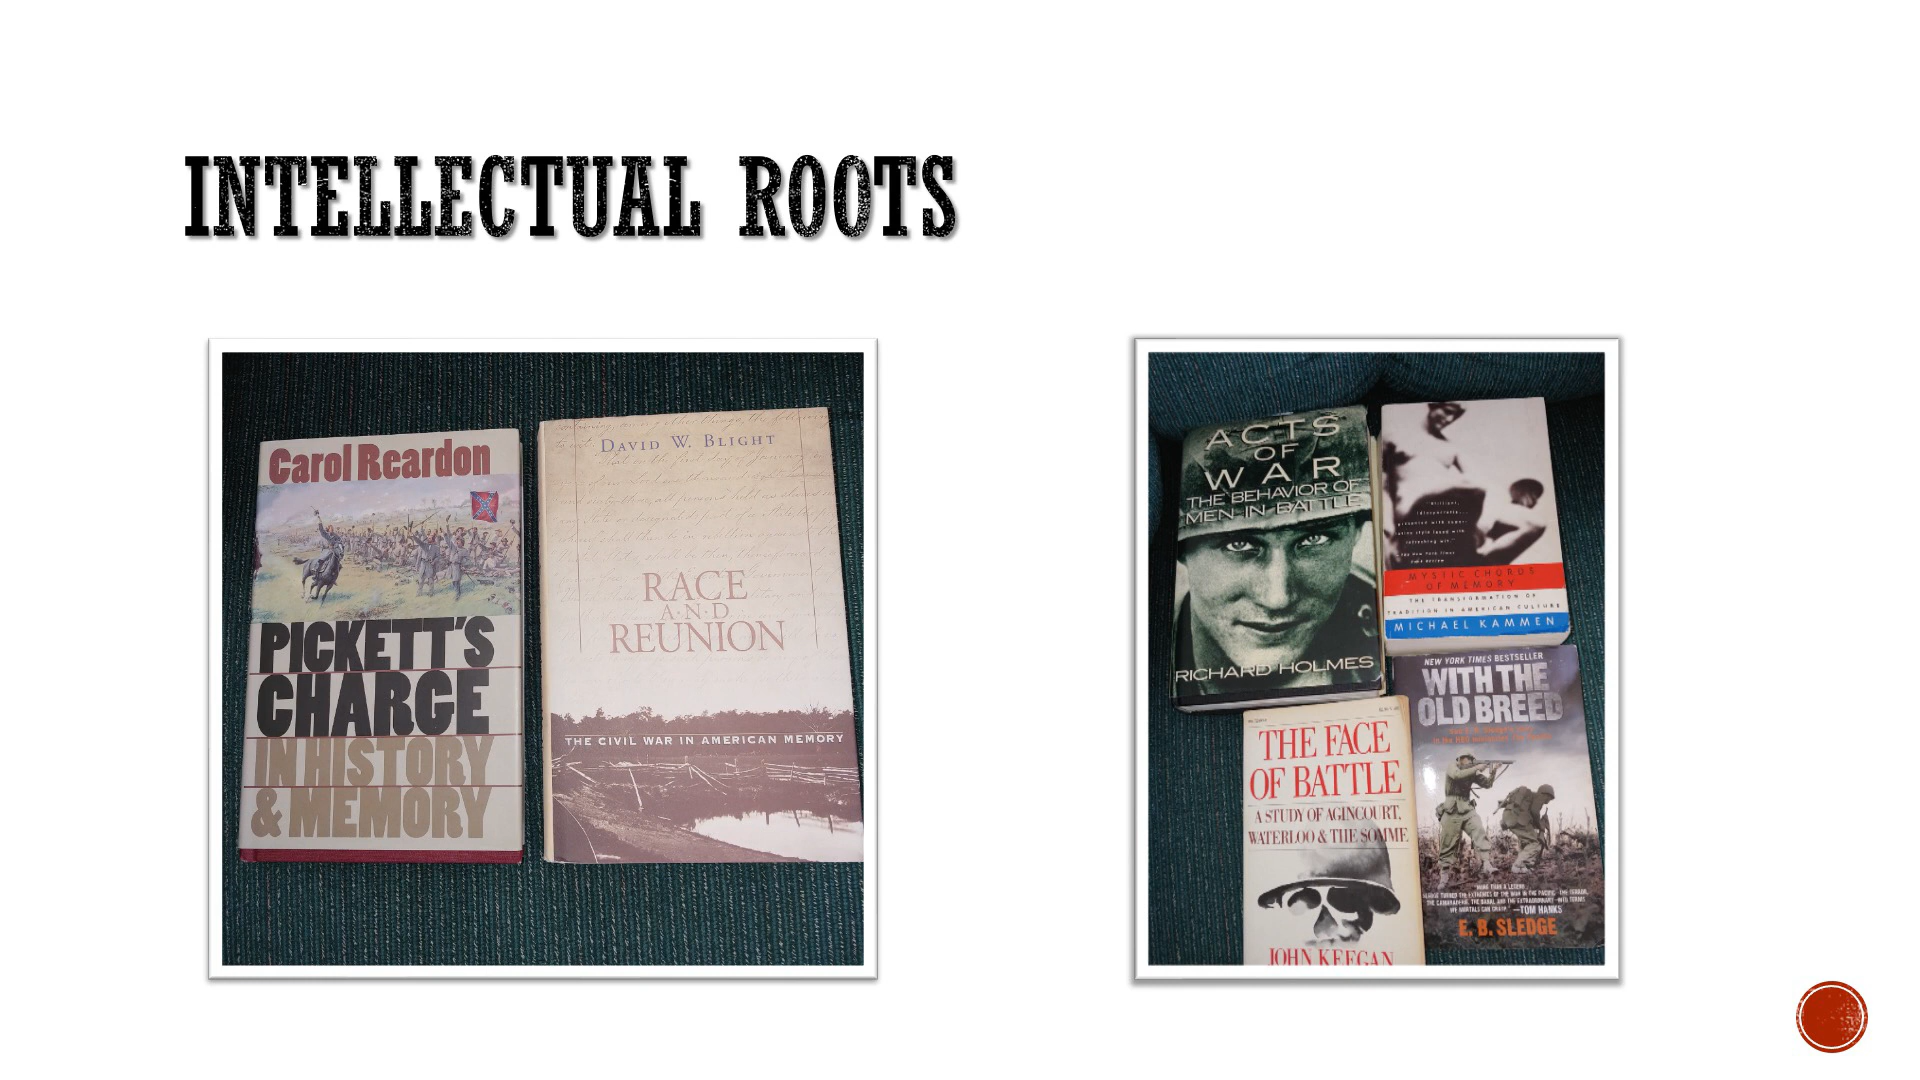 INTELLECTUAL ROOTS
Carol Reardon
PICKETT'S
CHARGE
IN HISTORY
& MEMORY
DAVID W. BLIGHT
RACE
A·N·D
REUNION
THE CIVIL WAR IN AMERICAN MEMORY
ACTS
OF
WAR
THE BEHAVIOR OF
MEN IN BATTLE
RICHARD HOLMES
MYSTIC CHORDS
OF MEMORY
THE TRANSFORMATION OF
TRADITION IN AMERICAN CULTURE
MICHAEL KAMMEN
THE FACE
OF BATTLE
A STUDY OF AGINCOURT,
WATERLOO & THE SOMME
JOHN KEEGAN
NEW YORK TIMES BESTSELLER
WITH THE
OLD BREED
—TOM HANKS
E. B. SLEDGE